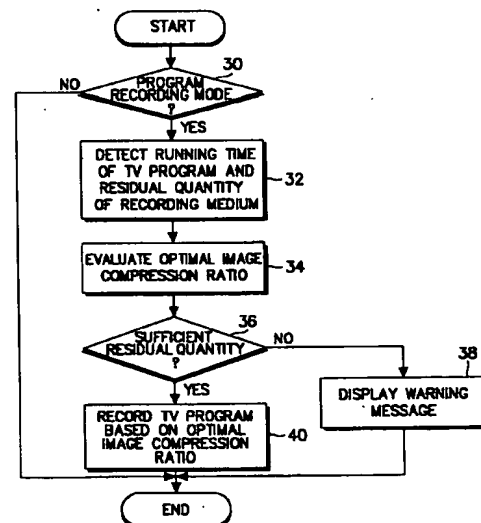 START
30
NO
PROGRAM
RECORDING MODE
?
YES
DETECT RUNNING TIME
OF TV PROGRAM AND
RESIDUAL QUANTITY
OF RECORDING MEDIUM
32
EVALUATE OPTIMAL IMAGE
COMPRESSION RATIO
34
36
SUFFICIENT
RESIDUAL QUANTITY
?
NO
YES
38
DISPLAY WARNING
MESSAGE
RECORD TV PROGRAM
BASED ON OPTIMAL
IMAGE COMPRESSION
RATIO
40
END